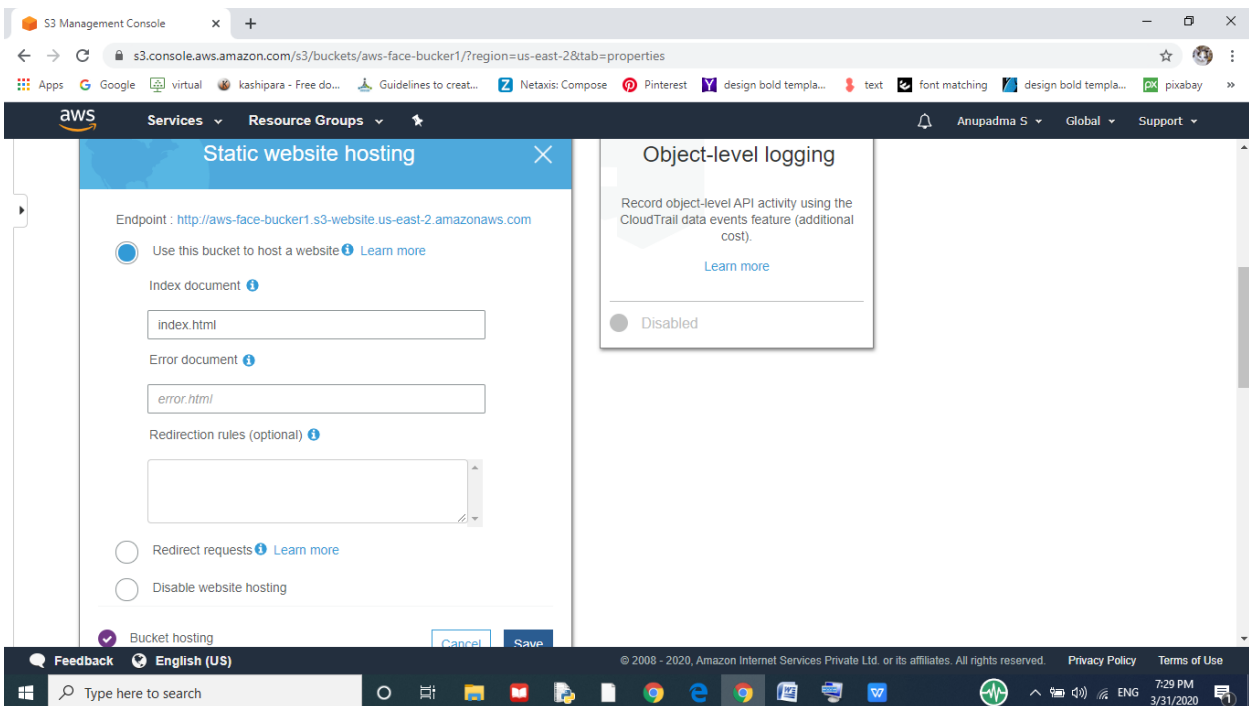 S3 Management Console
s3.console.aws.amazon.com/s3/buckets/aws-face-bucker1/?region=us-east-2&tab=properties
Apps Google virtual kashipara - Free do... Guidelines to creat... Netaxis: Compose Pinterest design bold templa... text font matching design bold templa... pixabay »
aws Services Resource Groups Anupadma S Global Support
Static website hosting
Endpoint : http://aws-face-bucker1.s3-website.us-east-2.amazonaws.com
Use this bucket to host a website Learn more
Index document
index.html
Error document
error.html
Redirection rules (optional)
Redirect requests Learn more
Disable website hosting
Bucket hosting
Cancel Save
Object-level logging
Record object-level API activity using the
CloudTrail data events feature (additional
cost).
Learn more
Disabled
Feedback English (US) © 2008 - 2020, Amazon Internet Services Private Ltd. or its affiliates. All rights reserved. Privacy Policy Terms of Use
Type here to search ENG 7:29 PM
3/31/2020